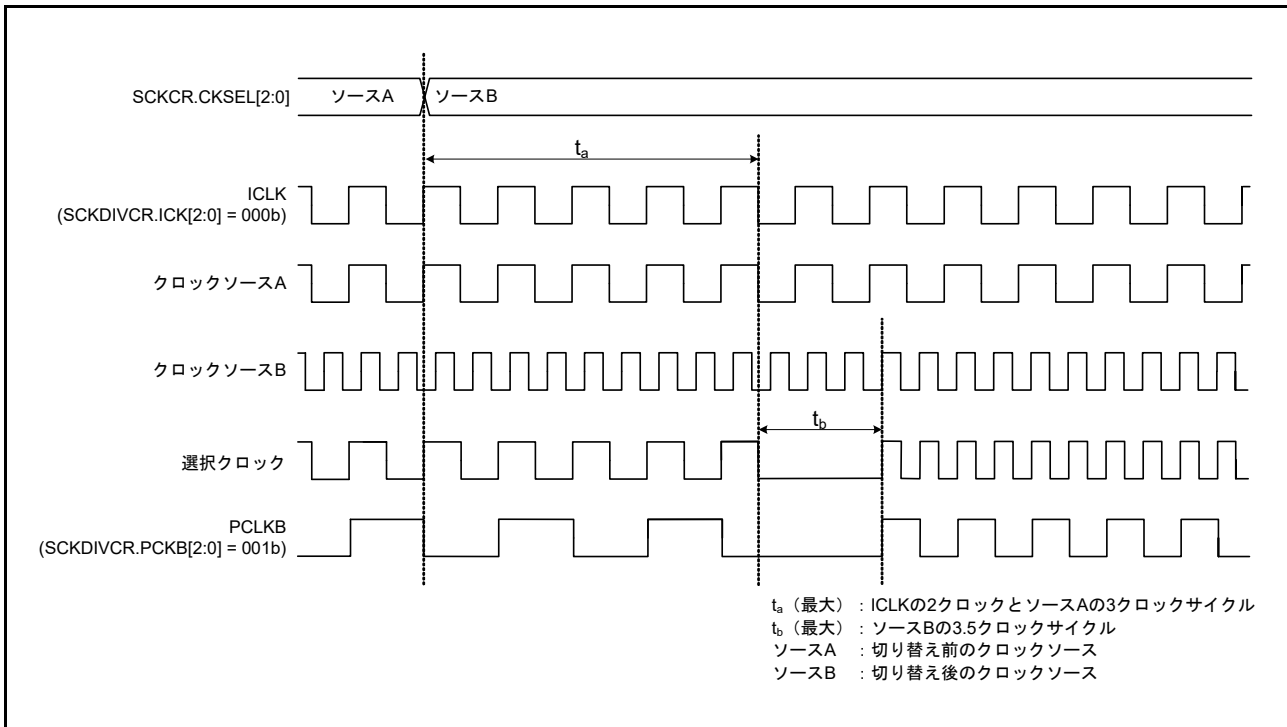 SCKCR.CKSEL[2:0]
ソースA
ソースB
ta
ICLK
(SCKDIVCR.ICK[2:0] = 000b)
クロックソースA
クロックソースB
tb
選択クロック
PCLKB
(SCKDIVCR.PCKB[2:0] = 001b)
ta（最大）：ICLKの2クロックとソースAの3クロックサイクル
tb（最大）：ソースBの3.5クロックサイクル
ソースA ：切り替え前のクロックソース
ソースB ：切り替え後のクロックソース